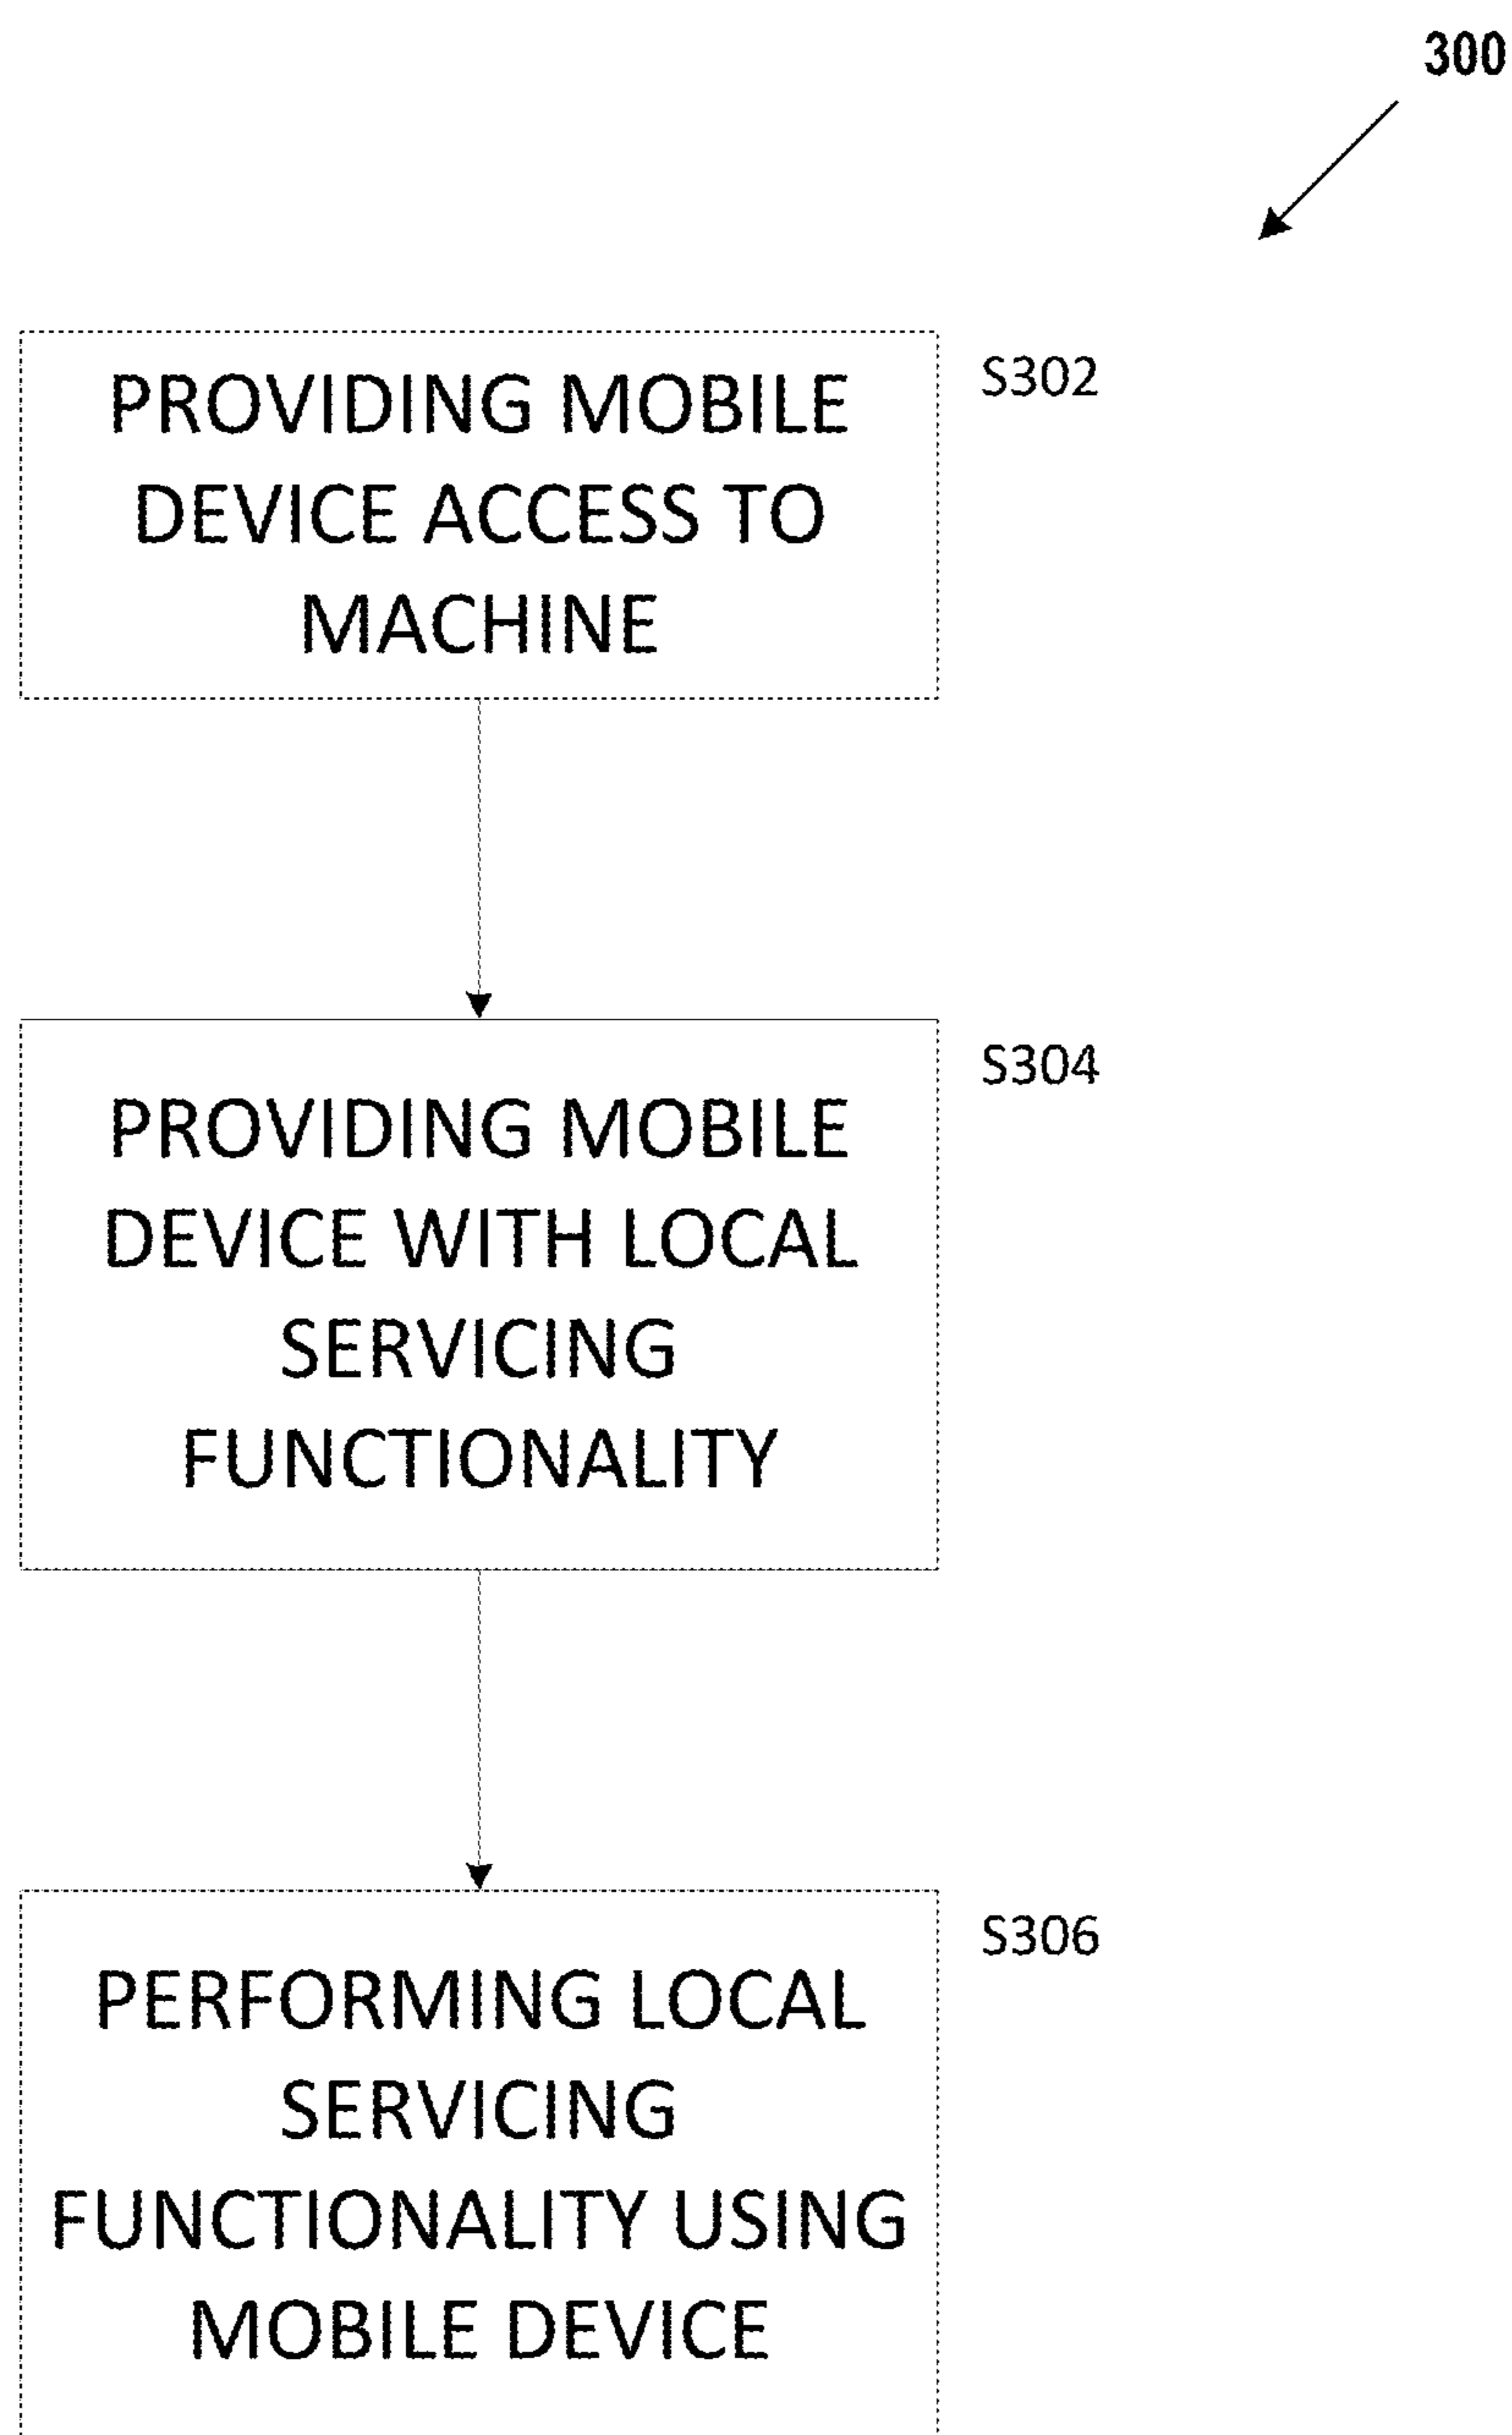 300
PROVIDING MOBILE
DEVICE ACCESS TO
MACHINE
S302
PROVIDING MOBILE
DEVICE WITH LOCAL
SERVICING
FUNCTIONALITY
S304
PERFORMING LOCAL
SERVICING
FUNCTIONALITY USING
MOBILE DEVICE
S306